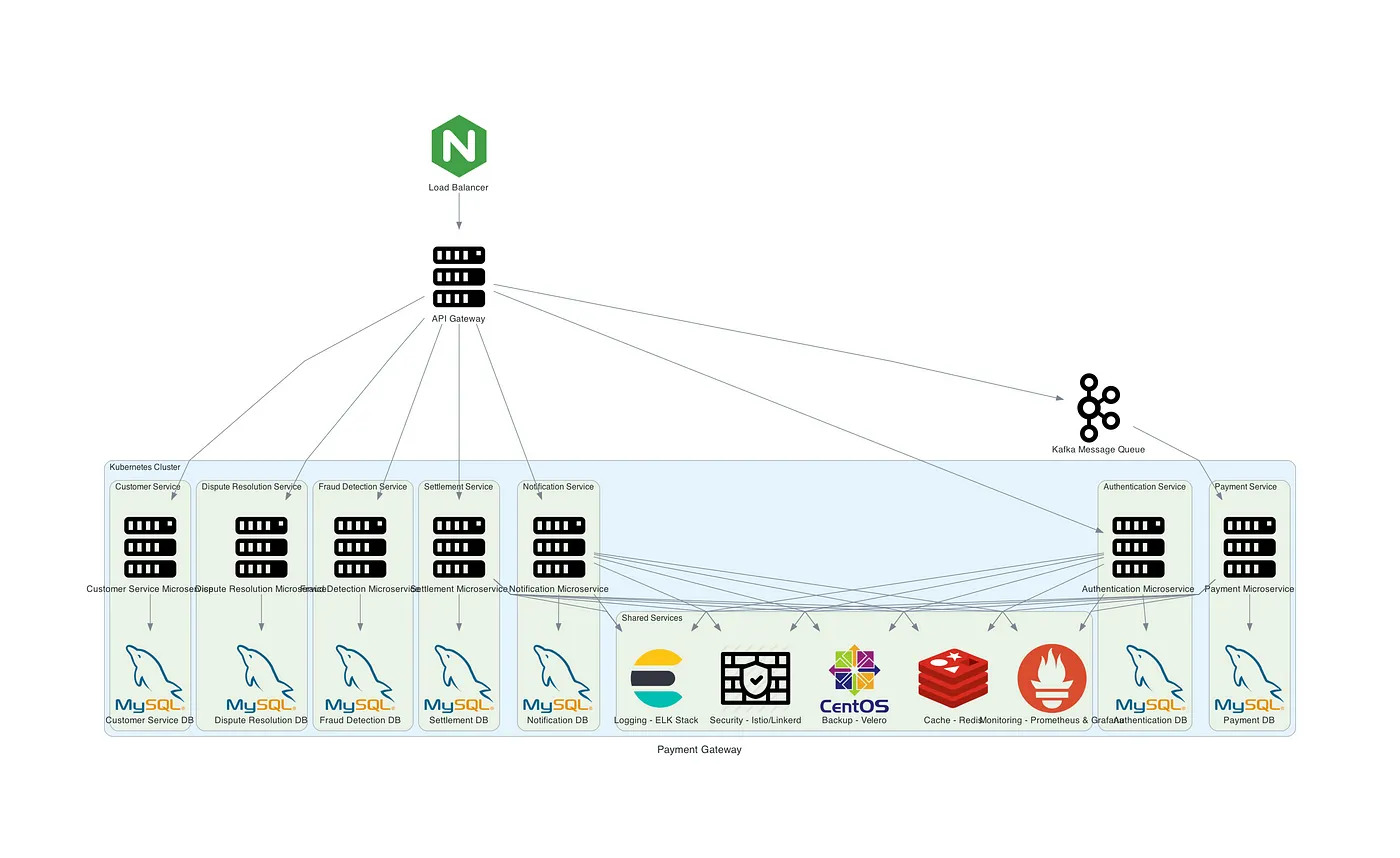 N
Load Balancer
API Gateway
Kafka Message Queue
Kubernetes Cluster
Customer Service
Dispute Resolution Service
Fraud Detection Service
Settlement Service
Notification Service
Authentication Service
Payment Service
Customer Service Microservice
Dispute Resolution Microservice
Fraud Detection Microservice
Settlement Microservice
Notification Microservice
Authentication Microservice
Payment Microservice
Shared Services
MySQL®
Customer Service DB
MySQL®
Dispute Resolution DB
MySQL®
Fraud Detection DB
MySQL®
Settlement DB
MySQL®
Notification DB
Logging - ELK Stack
Security - Istio/Linkerd
CentOS
Backup - Velero
Cache - Redis
Monitoring - Prometheus & Grafana
MySQL®
Authentication DB
MySQL®
Payment DB
Payment Gateway